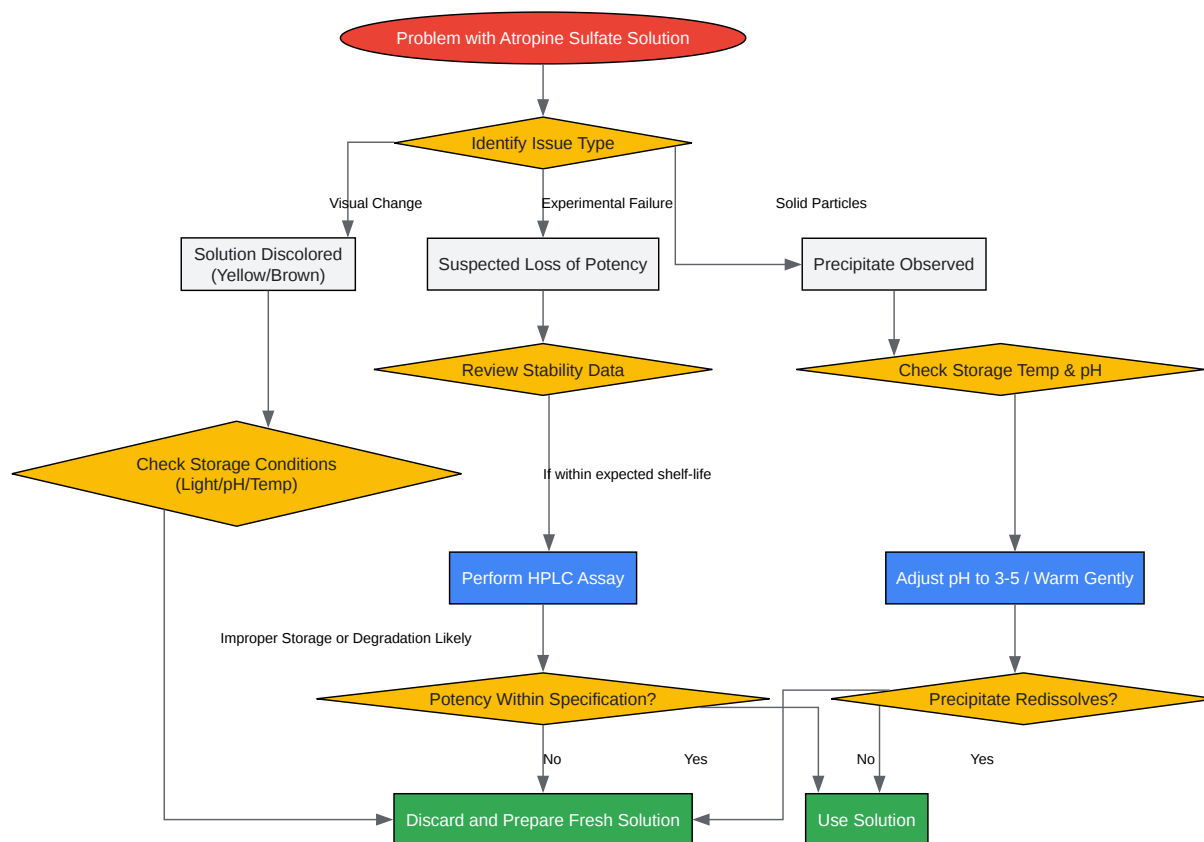 Problem with Atropine Sulfate Solution
Identify Issue Type
Visual Change
Experimental Failure
Solid Particles
Solution Discolored
(Yellow/Brown)
Suspected Loss of Potency
Precipitate Observed
Review Stability Data
Check Storage Temp & pH
Check Storage Conditions
(Light/pH/Temp)
If within expected shelf-life
Perform HPLC Assay
Adjust pH to 3-5 / Warm Gently
Improper Storage or Degradation Likely
Potency Within Specification?
Precipitate Redissolves?
No
Yes
No
Yes
Discard and Prepare Fresh Solution
Use Solution